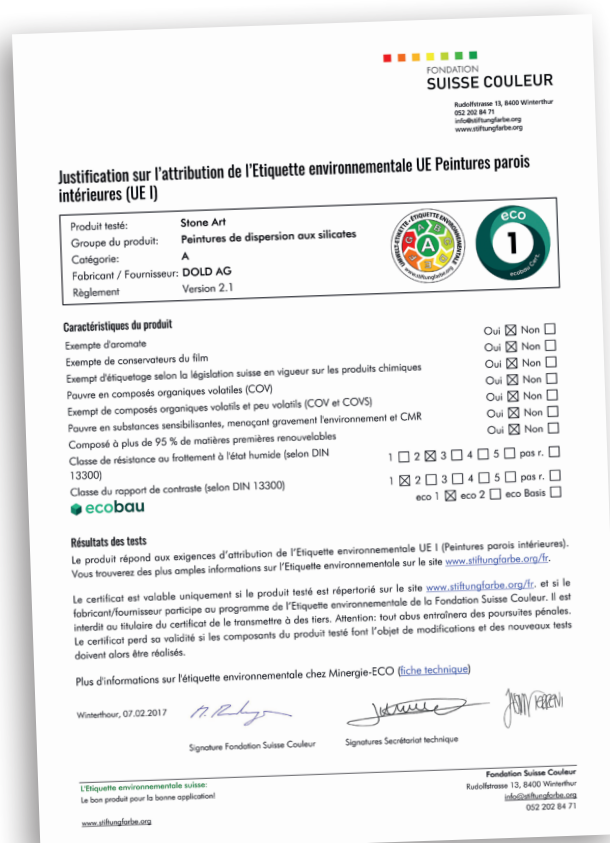 FONDATION
SUISSE COULEUR
Rudolfstrasse 13, 8400 Winterthur
052 202 84 71
info@stiftungfarbe.org
www.stiftungfarbe.org
Justification sur l'attribution de l'Etiquette environnementale UE Peintures parois
intérieures (UE I)
Produit testé: Stone Art
Groupe du produit: Peintures de dispersion aux silicates
Catégorie: A
Fabricant / Fournisseur: DOLD AG
Règlement Version 2.1
UMWELT-ETIKETTE · ETIQUETTE ENVIRONNEMENTALE
A
www.stiftungfarbe.org
eco
1
ecobau Cert.
Caractéristiques du produit
Exempte d'aromate Oui ☒ Non ☐
Exempte de conservateurs du film Oui ☒ Non ☐
Exempt d'étiquetage selon la législation suisse en vigueur sur les produits chimiques Oui ☒ Non ☐
Pauvre en composés organiques volatiles (COV) Oui ☒ Non ☐
Exempt de composés organiques volatils et peu volatils (COV et COVS) Oui ☒ Non ☐
Pauvre en substances sensibilisantes, menaçant gravement l'environnement et CMR Oui ☒ Non ☐
Composé à plus de 95 % de matières premières renouvelables Oui ☒ Non ☐
Classe de résistance au frottement à l'état humide (selon DIN
13300) 1 ☐ 2 ☒ 3 ☐ 4 ☐ 5 ☐ pas r. ☐
Classe du rapport de contraste (selon DIN 13300) 1 ☒ 2 ☐ 3 ☐ 4 ☐ 5 ☐ pas r. ☐
ecobau eco 1 ☒ eco 2 ☐ eco Basis ☐
Résultats des tests
Le produit répond aux exigences d'attribution de l'Etiquette environnementale UE I (Peintures parois intérieures).
Vous trouverez des plus amples informations sur l'Etiquette environnementale sur le site www.stiftungfarbe.org/fr.
Le certificat est valable uniquement si le produit testé est répertorié sur le site www.stiftungfarbe.org/fr. et si le
fabricant/fournisseur participe au programme de l'Etiquette environnementale de la Fondation Suisse Couleur. Il est
interdit au titulaire du certificat de le transmettre à des tiers. Attention: tout abus entraînera des poursuites pénales.
Le certificat perd sa validité si les composants du produit testé font l'objet de modifications et des nouveaux tests
doivent alors être réalisés.
Plus d'informations sur l'étiquette environnementale chez Minergie-ECO (fiche technique)
Winterthour, 07.02.2017
Signature Fondation Suisse Couleur Signatures Secrétariat technique
L'Etiquette environnementale suisse:
Le bon produit pour la bonne application!
www.stiftungfarbe.org
Fondation Suisse Couleur
Rudolfstrasse 13, 8400 Winterthur
info@stiftungfarbe.org
052 202 84 71